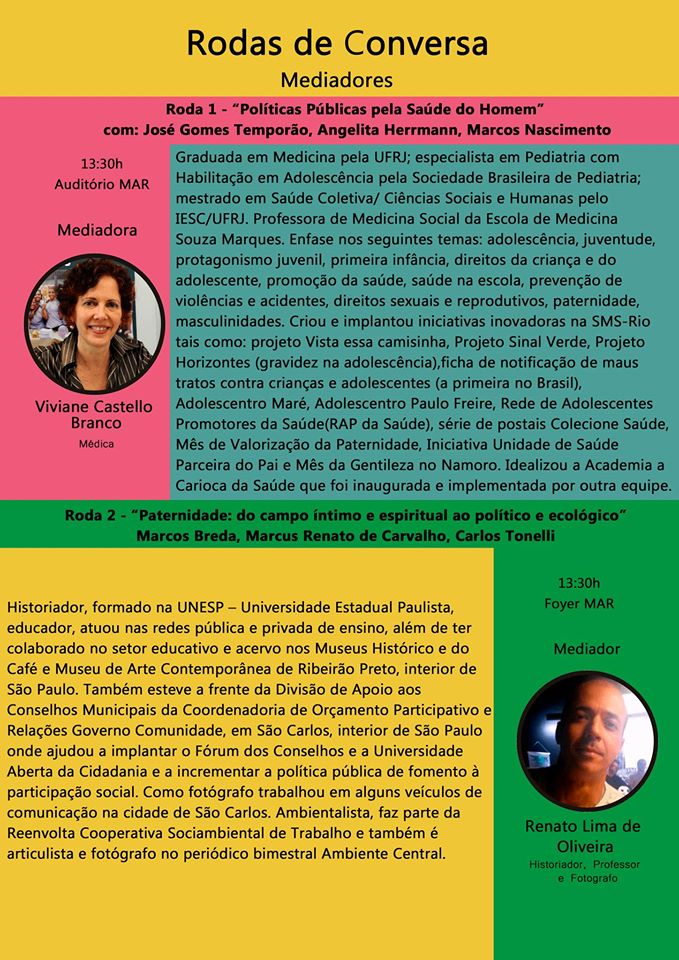 Rodas de Conversa
Mediadores
Roda 1 - “Políticas Públicas pela Saúde do Homem”
com: José Gomes Temporão, Angelita Herrmann, Marcos Nascimento
13:30h
Auditório MAR
Mediadora
Viviane Castello
Branco
Médica
Graduada em Medicina pela UFRJ; especialista em Pediatria com
Habilitação em Adolescência pela Sociedade Brasileira de Pediatria;
mestrado em Saúde Coletiva/ Ciências Sociais e Humanas pelo
IESC/UFRJ. Professora de Medicina Social da Escola de Medicina
Souza Marques. Enfase nos seguintes temas: adolescência, juventude,
protagonismo juvenil, primeira infância, direitos da criança e do
adolescente, promoção da saúde, saúde na escola, prevenção de
violências e acidentes, direitos sexuais e reprodutivos, paternidade,
masculinidades. Criou e implantou iniciativas inovadoras na SMS-Rio
tais como: projeto Vista essa camisinha, Projeto Sinal Verde, Projeto
Horizontes (gravidez na adolescência),ficha de notificação de maus
tratos contra crianças e adolescentes (a primeira no Brasil),
Adolescentro Maré, Adolescentro Paulo Freire, Rede de Adolescentes
Promotores da Saúde(RAP da Saúde), série de postais Colecione Saúde,
Mês de Valorização da Paternidade, Iniciativa Unidade de Saúde
Parceira do Pai e Mês da Gentileza no Namoro. Idealizou a Academia a
Carioca da Saúde que foi inaugurada e implementada por outra equipe.
Roda 2 - “Paternidade: do campo íntimo e espiritual ao político e ecológico”
Marcos Breda, Marcus Renato de Carvalho, Carlos Tonelli
Historiador, formado na UNESP – Universidade Estadual Paulista,
educador, atuou nas redes pública e privada de ensino, além de ter
colaborado no setor educativo e acervo nos Museus Histórico e do
Café e Museu de Arte Contemporânea de Ribeirão Preto, interior de
São Paulo. Também esteve a frente da Divisão de Apoio aos
Conselhos Municipais da Coordenadoria de Orçamento Participativo e
Relações Governo Comunidade, em São Carlos, interior de São Paulo
onde ajudou a implantar o Fórum dos Conselhos e a Universidade
Aberta da Cidadania e a incrementar a política pública de fomento à
participação social. Como fotógrafo trabalhou em alguns veículos de
comunicação na cidade de São Carlos. Ambientalista, faz parte da
Reenvolta Cooperativa Sociambiental de Trabalho e também é
articulista e fotógrafo no periódico bimestral Ambiente Central.
13:30h
Foyer MAR
Mediador
Renato Lima de
Oliveira
Historiador, Professor
e Fotografo